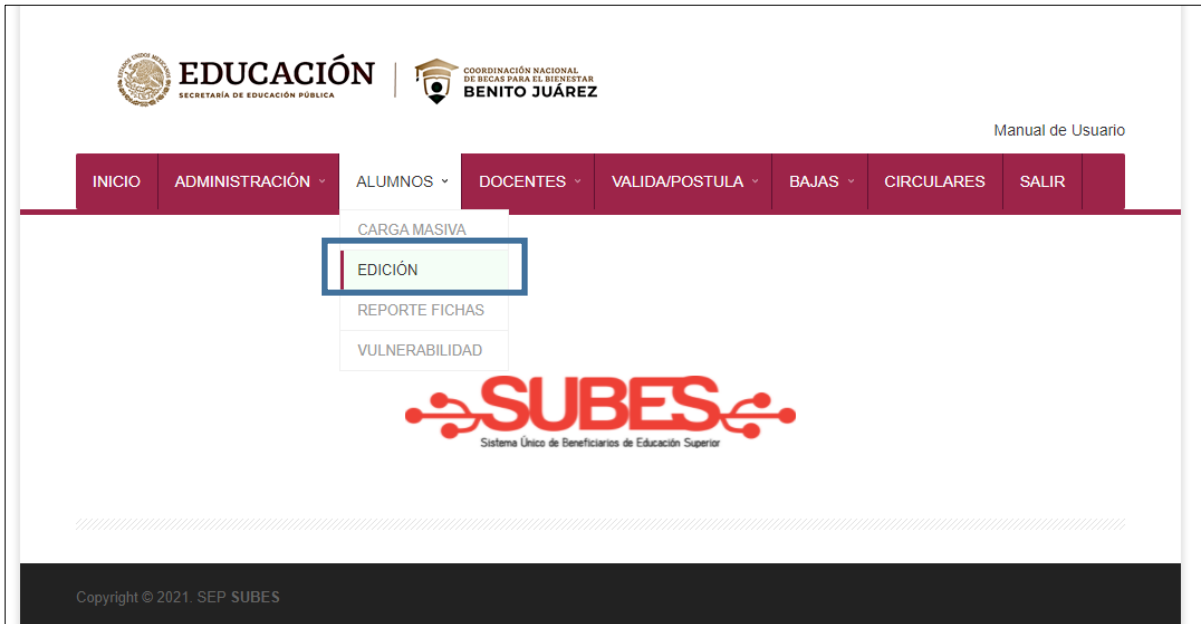 EDUCACIÓN
SECRETARÍA DE EDUCACIÓN PÚBLICA
COORDINACIÓN NACIONAL
DE BECAS PARA EL BIENESTAR
BENITO JUÁREZ
Manual de Usuario
INICIO ADMINISTRACIÓN ALUMNOS DOCENTES VALIDA/POSTULA BAJAS CIRCULARES SALIR
CARGA MASIVA
EDICIÓN
REPORTE FICHAS
VULNERABILIDAD
SUBES
Sistema Único de Beneficiarios de Educación Superior
Copyright © 2021. SEP SUBES